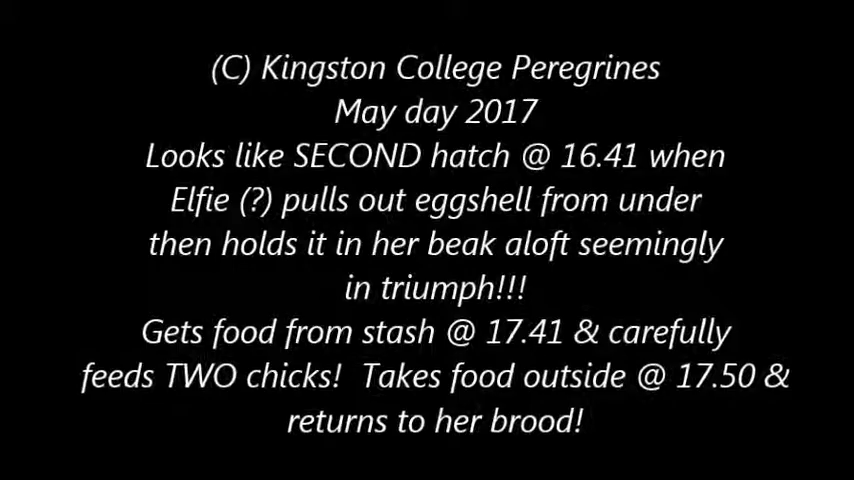 (C) Kingston College Peregrines
May day 2017
Looks like SECOND hatch @ 16.41 when
Elfie (?) pulls out eggshell from under
then holds it in her beak aloft seemingly
in triumph!!!
Gets food from stash @ 17.41 & carefully
feeds TWO chicks!  Takes food outside @ 17.50 &
returns to her brood!